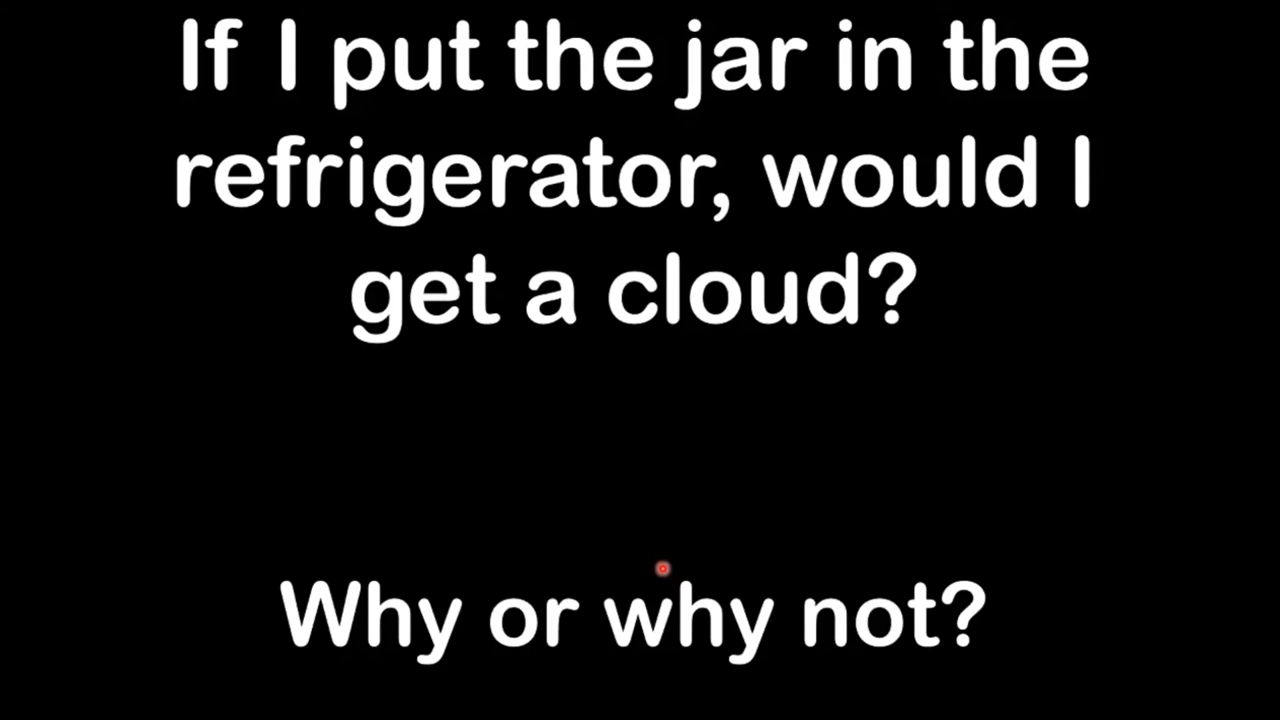 If I put the jar in the
refrigerator, would I
get a cloud?
Why or why not?